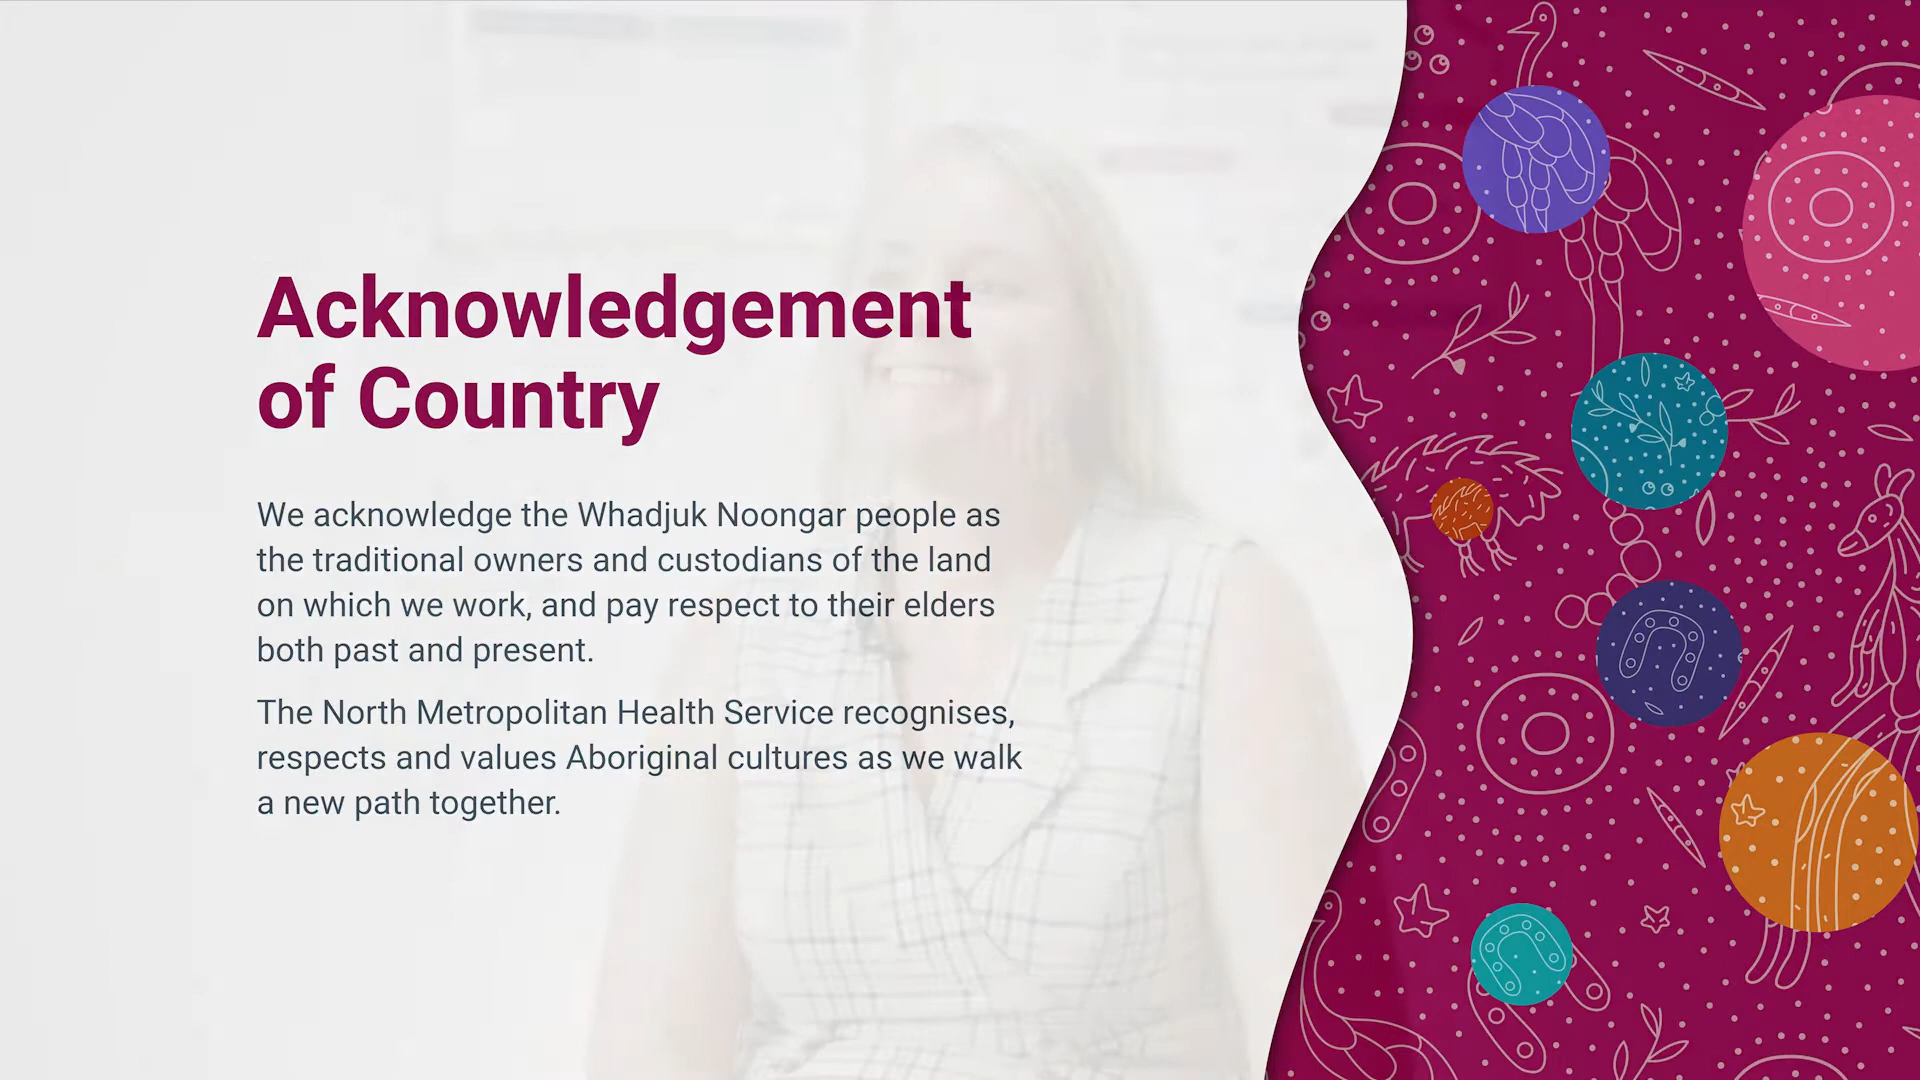 Acknowledgement
of Country
We acknowledge the Whadjuk Noongar people as
the traditional owners and custodians of the land
on which we work, and pay respect to their elders
both past and present.
The North Metropolitan Health Service recognises,
respects and values Aboriginal cultures as we walk
a new path together.